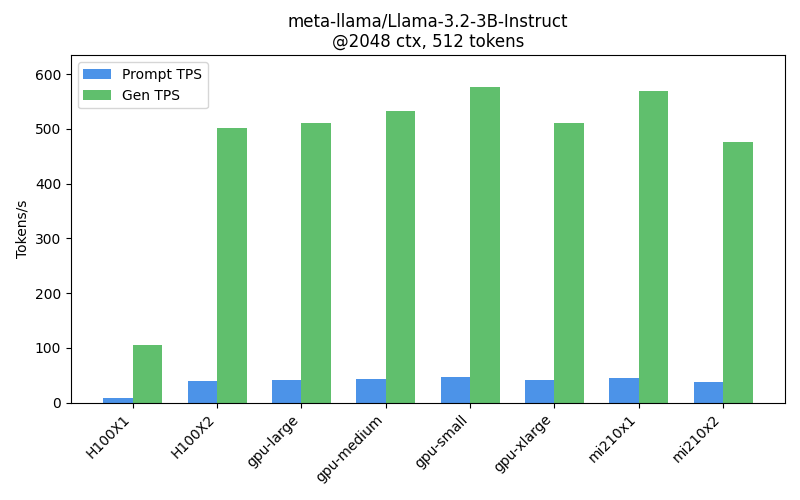 meta-llama/Llama-3.2-3B-Instruct
@2048 ctx, 512 tokens
Prompt TPS
Gen TPS
Tokens/s
600
500
400
300
200
100
0
H100X1
H100X2
gpu-large
gpu-medium
gpu-small
gpu-xlarge
mi210x1
mi210x2